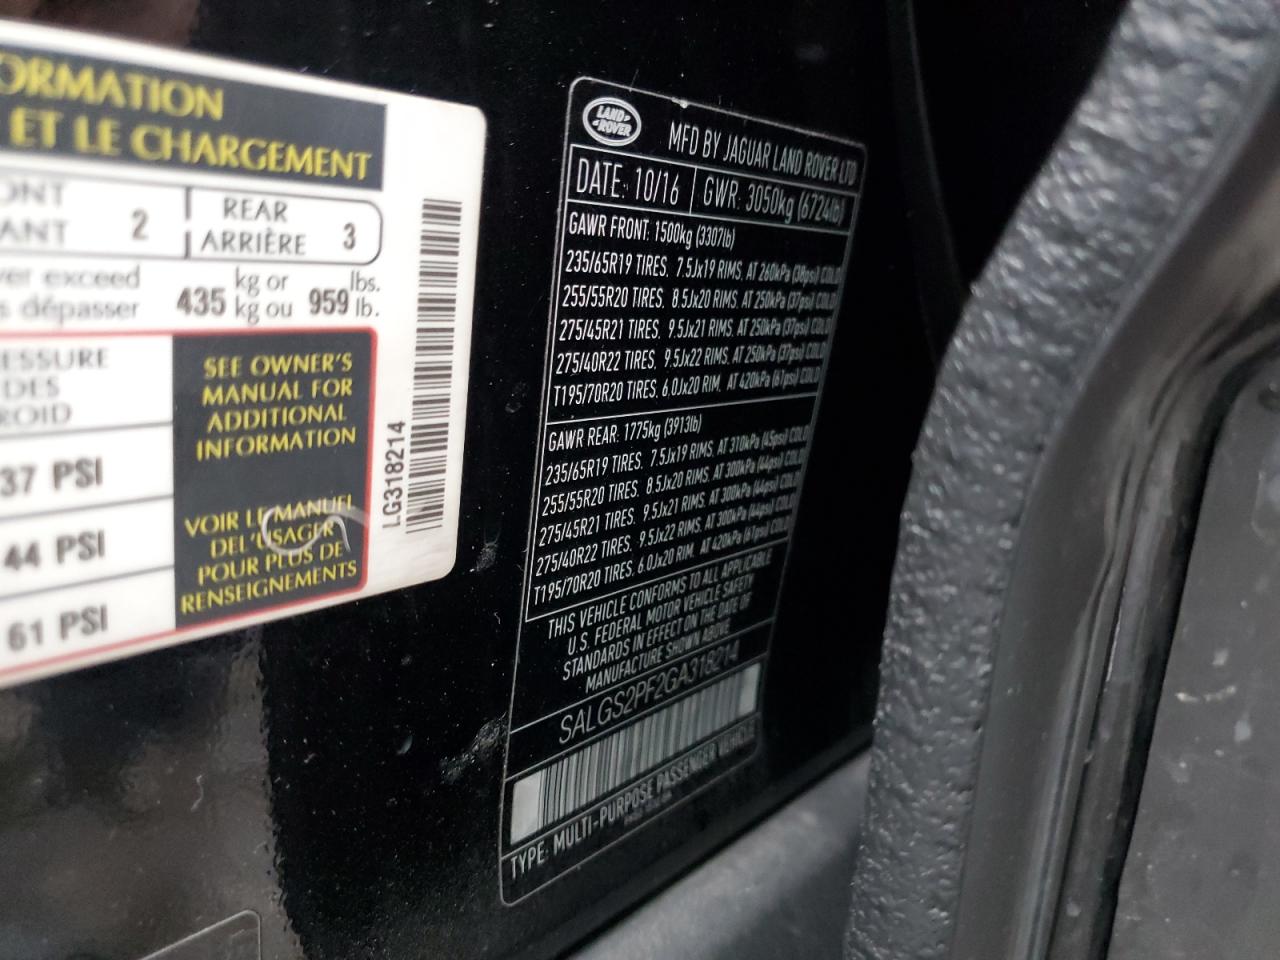 ORMATION
ET LE CHARGEMENT
ONT
ANT 2
REAR
ARRIÈRE 3
ver exceed
s dépasser
435 kg or
kg ou 959 lbs.
lb.
ESSURE
DES
ROID
37 PSI
44 PSI
61 PSI
SEE OWNER'S
MANUAL FOR
ADDITIONAL
INFORMATION
VOIR LE MANUEL
DEL'USAGER
POUR PLUS DE
RENSEIGNEMENTS
LG318214
LAND
ROVER
MFD BY JAGUAR LAND ROVER LTD
DATE: 10/16 GWR: 3050kg (6724lb)
GAWR FRONT: 1500kg (3307lb)
235/65R19 TIRES, 7.5Jx19 RIMS, AT 260kPa (38psi) COLD
255/55R20 TIRES, 8.5Jx20 RIMS, AT 250kPa (37psi) COLD
275/45R21 TIRES, 9.5Jx21 RIMS, AT 250kPa (37psi) COLD
275/40R22 TIRES, 9.5Jx22 RIMS, AT 250kPa (37psi) COLD
T195/70R20 TIRES, 6.0Jx20 RIM, AT 420kPa (61psi) COLD
GAWR REAR: 1775kg (3913lb)
235/65R19 TIRES, 7.5Jx19 RIMS, AT 310kPa (45psi) COLD
255/55R20 TIRES, 8.5Jx20 RIMS, AT 300kPa (44psi) COLD
275/45R21 TIRES, 9.5Jx21 RIMS, AT 300kPa (44psi) COLD
275/40R22 TIRES, 9.5Jx22 RIMS, AT 300kPa (44psi) COLD
T195/70R20 TIRES, 6.0Jx20 RIM, AT 420kPa (61psi) COLD
THIS VEHICLE CONFORMS TO ALL APPLICABLE
U.S. FEDERAL MOTOR VEHICLE SAFETY
STANDARDS IN EFFECT ON THE DATE OF
MANUFACTURE SHOWN ABOVE
SALGS2PF2GA318214
TYPE: MULTI-PURPOSE PASSENGER VEHICLE